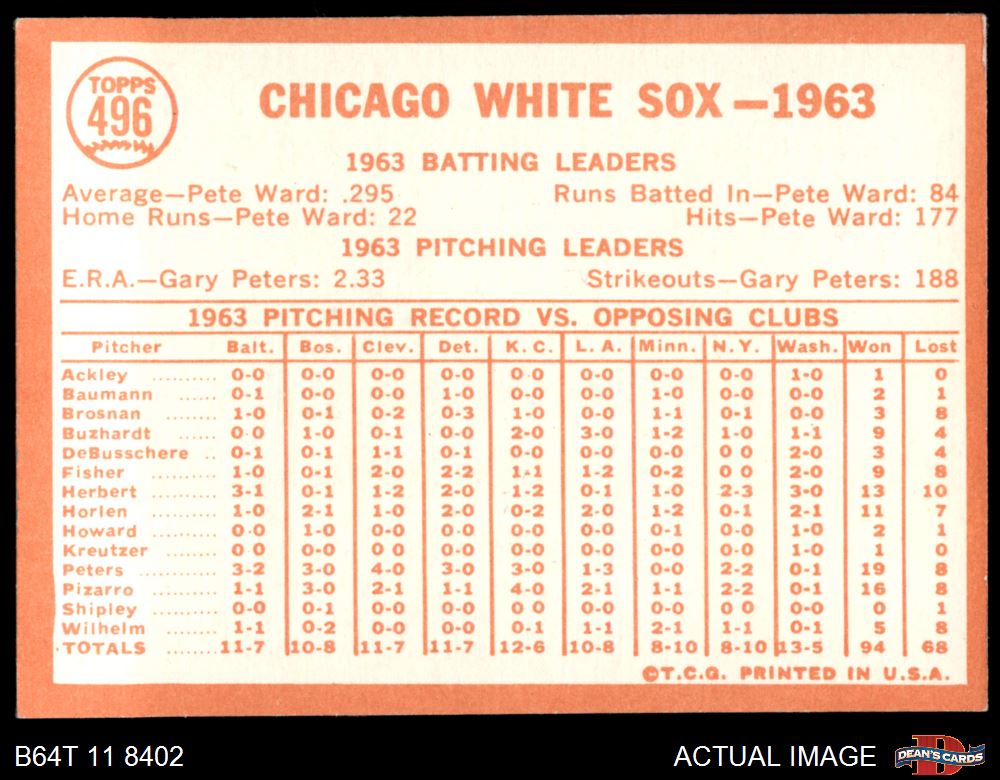 TOPPS
496
CHICAGO WHITE SOX—1963
1963 BATTING LEADERS
Average—Pete Ward: .295 Runs Batted In—Pete Ward: 84
Home Runs—Pete Ward: 22 Hits—Pete Ward: 177
1963 PITCHING LEADERS
E.R.A.—Gary Peters: 2.33 Strikeouts—Gary Peters: 188
1963 PITCHING RECORD VS. OPPOSING CLUBS
Pitcher Balt. Bos. Clev. Det. K. C. L. A. Minn. N.Y. Wash. Won Lost
Ackley .......... 0-0 0-0 0-0 0-0 0-0 0-0 0-0 0-0 1-0 1 0
Baumann ...... 0-1 0-0 0-0 1-0 0-0 0-0 1-0 0-0 0-0 2 1
Brosnan ........ 1-0 0-1 0-2 0-3 1-0 0-0 1-1 0-1 0-0 3 8
Buzhardt ...... 0-0 1-0 0-1 0-0 2-0 3-0 1-2 1-0 1-1 9 4
DeBusschere .. 0-1 0-1 1-1 0-1 0-0 0-0 0-0 0 0 2-0 3 4
Fisher .......... 1-0 0-1 2-0 2-2 1-1 1-2 0-2 0 0 2-0 9 8
Herbert ........ 3-1 0-1 1-2 2-0 1-2 0-1 1-0 2-3 3-0 13 10
Horlen .......... 1-0 2-1 1-0 2-0 0-2 2-0 1-2 0-1 2-1 11 7
Howard ........ 0-0 1-0 0-0 0-0 0-0 0-0 0-1 0-0 1-0 2 1
Kreutzer ....... 0 0 0-0 0 0 0-0 0-0 0-0 0-0 0 0 1-0 1 0
Peters ........... 3-2 3-0 4-0 3-0 3-0 1-3 0-0 2-2 0-1 19 8
Pizarro .......... 1-1 3-0 2-1 1-1 4-0 2-1 1-1 2-2 0-1 16 8
Shipley ......... 0-0 0-1 0-0 0-0 0 0 0-0 0-0 0 0 0-0 0 1
Wilhelm ........ 1-1 0-2 0-0 0-0 0-1 1-1 2-1 1-1 0-1 5 8
TOTALS ........ 11-7 10-8 11-7 11-7 12-6 10-8 8-10 8-10 13-5 94 68
©T.C.G. PRINTED IN U.S.A.
B64T 11 8402 ACTUAL IMAGE DEAN'S CARDS